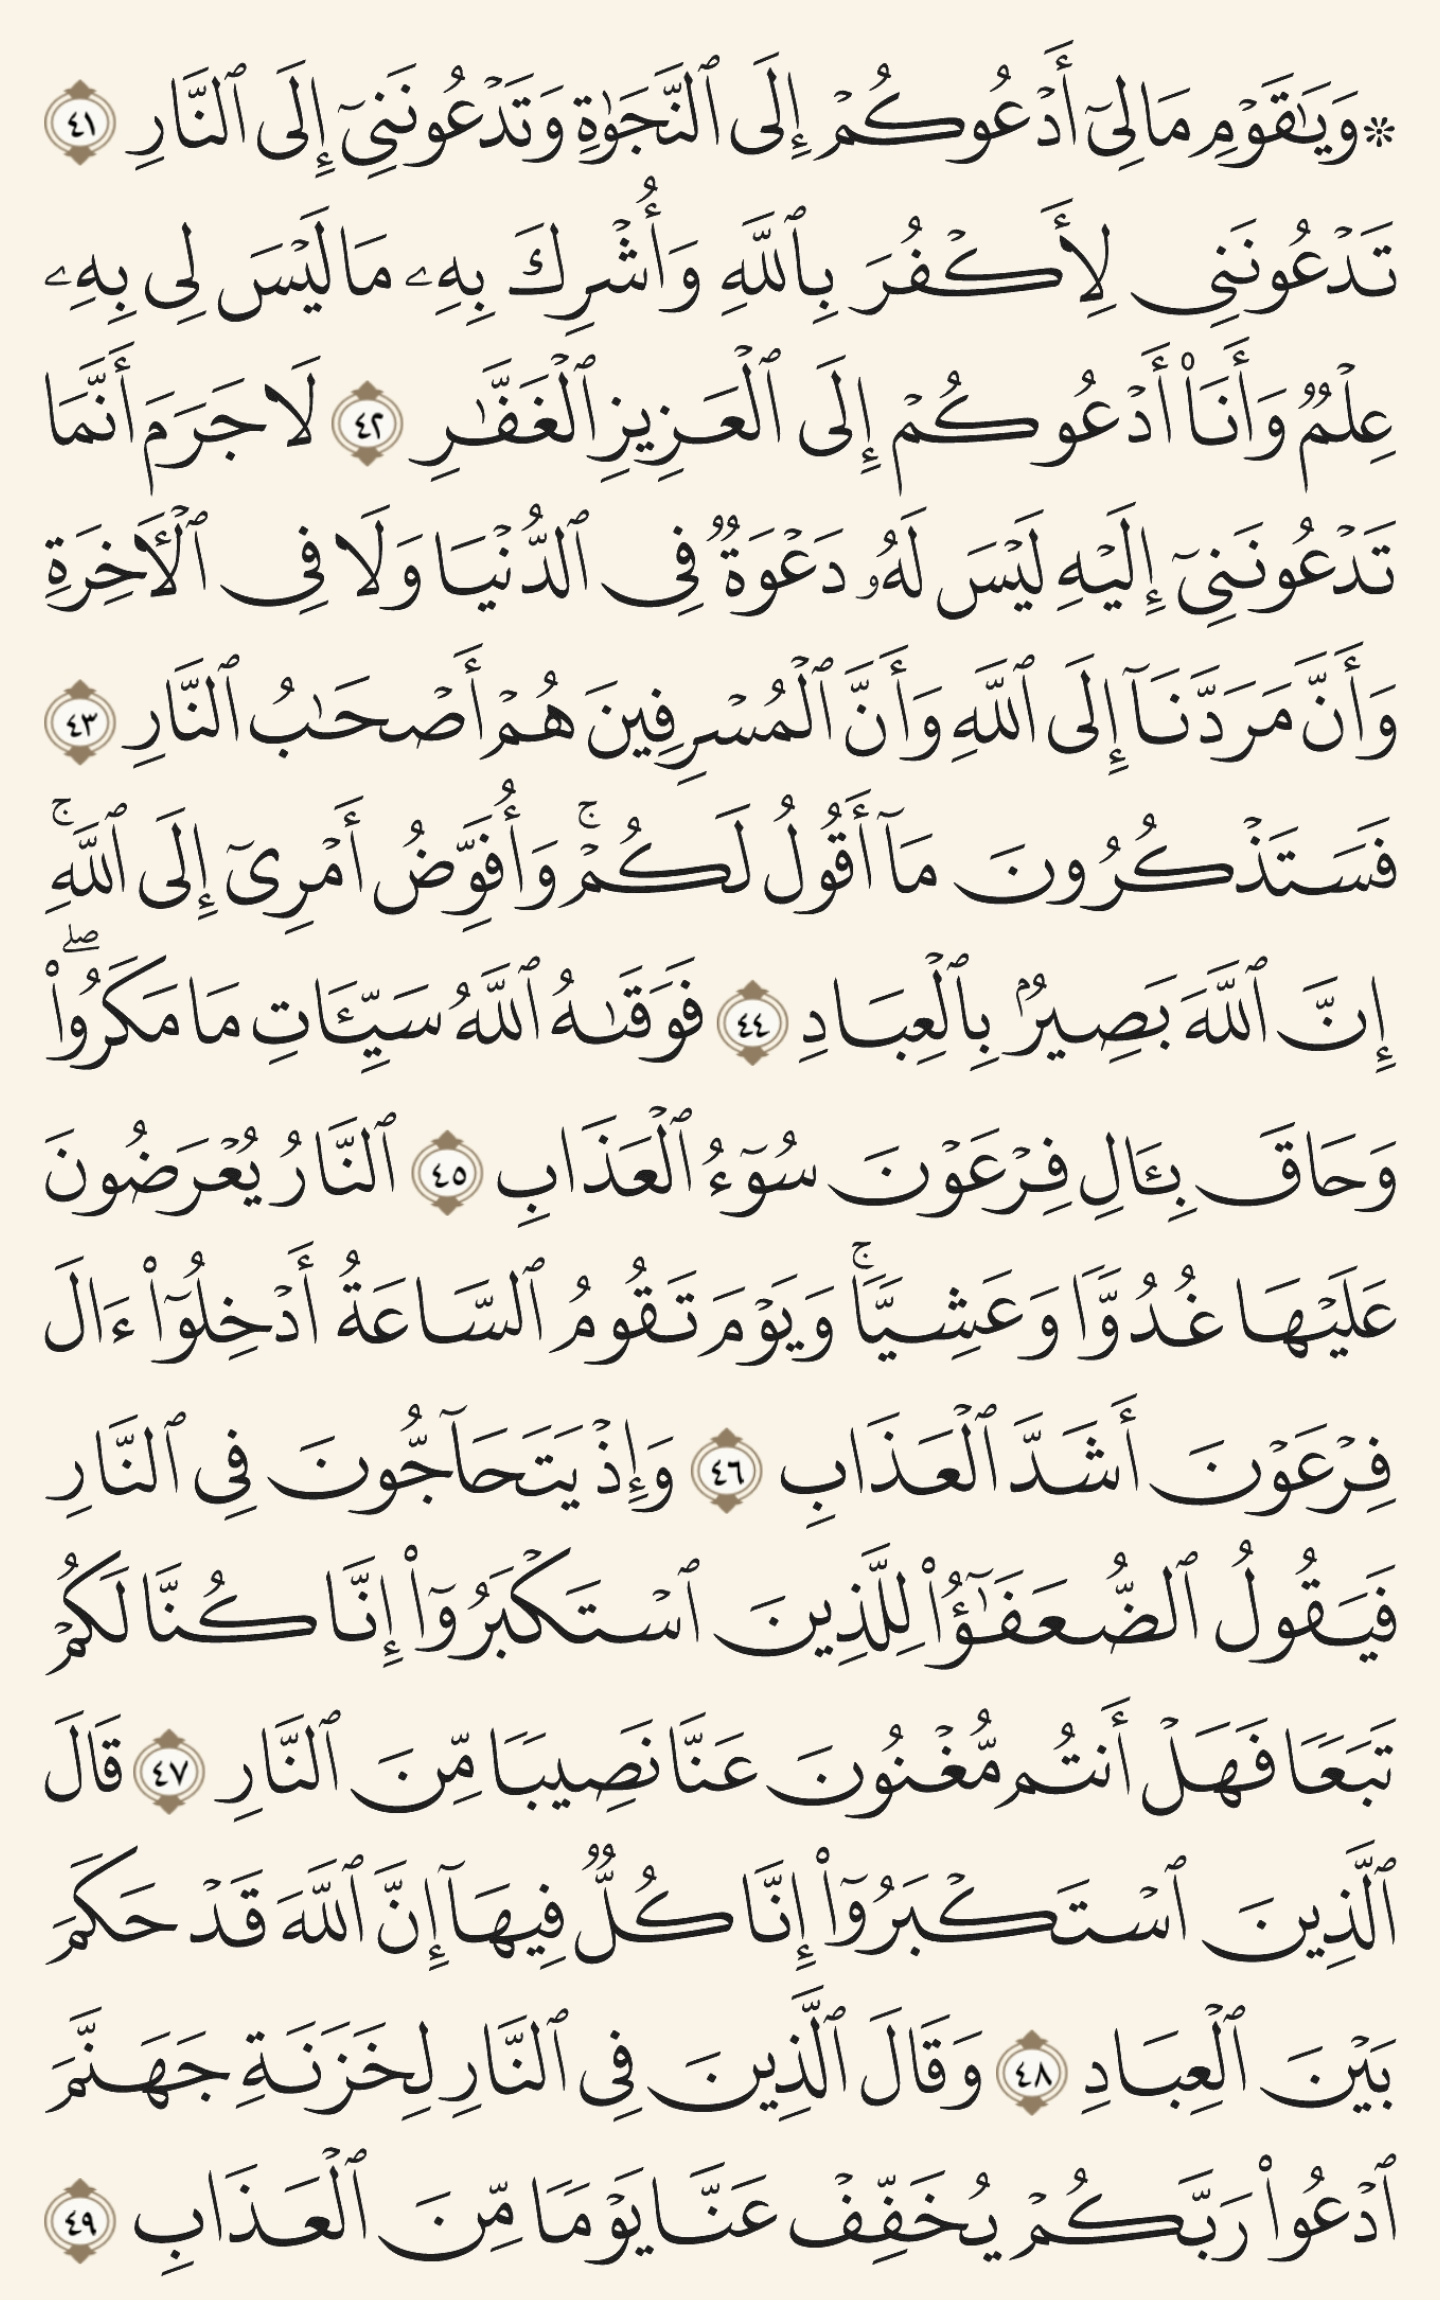 ۞ وَيَٰقَوْمِ مَا لِىٓ أَدْعُوكُمْ إِلَى ٱلنَّجَوٰةِ وَتَدْعُونَنِىٓ إِلَى ٱلنَّارِ ٤١
تَدْعُونَنِى لِأَكْفُرَ بِٱللَّهِ وَأُشْرِكَ بِهِۦ مَا لَيْسَ لِى بِهِۦ
عِلْمٌ وَأَنَا۠ أَدْعُوكُمْ إِلَى ٱلْعَزِيزِ ٱلْغَفَّٰرِ ٤٢ لَا جَرَمَ أَنَّمَا
تَدْعُونَنِىٓ إِلَيْهِ لَيْسَ لَهُۥ دَعْوَةٌ فِى ٱلدُّنْيَا وَلَا فِى ٱلْءَاخِرَةِ
وَأَنَّ مَرَدَّنَآ إِلَى ٱللَّهِ وَأَنَّ ٱلْمُسْرِفِينَ هُمْ أَصْحَٰبُ ٱلنَّارِ ٤٣
فَسَتَذْكُرُونَ مَآ أَقُولُ لَكُمْ ۚ وَأُفَوِّضُ أَمْرِىٓ إِلَى ٱللَّهِ ۚ
إِنَّ ٱللَّهَ بَصِيرٌۢ بِٱلْعِبَادِ ٤٤ فَوَقَىٰهُ ٱللَّهُ سَيِّـَٔاتِ مَا مَكَرُوا۟ ۖ
وَحَاقَ بِـَٔالِ فِرْعَوْنَ سُوٓءُ ٱلْعَذَابِ ٤٥ ٱلنَّارُ يُعْرَضُونَ
عَلَيْهَا غُدُوًّا وَعَشِيًّا ۚ وَيَوْمَ تَقُومُ ٱلسَّاعَةُ أَدْخِلُوٓا۟ ءَالَ
فِرْعَوْنَ أَشَدَّ ٱلْعَذَابِ ٤٦ وَإِذْ يَتَحَآجُّونَ فِى ٱلنَّارِ
فَيَقُولُ ٱلضُّعَفَٰٓؤُا۟ لِلَّذِينَ ٱسْتَكْبَرُوٓا۟ إِنَّا كُنَّا لَكُمْ
تَبَعًا فَهَلْ أَنتُم مُّغْنُونَ عَنَّا نَصِيبًا مِّنَ ٱلنَّارِ ٤٧ قَالَ
ٱلَّذِينَ ٱسْتَكْبَرُوٓا۟ إِنَّا كُلٌّ فِيهَآ إِنَّ ٱللَّهَ قَدْ حَكَمَ
بَيْنَ ٱلْعِبَادِ ٤٨ وَقَالَ ٱلَّذِينَ فِى ٱلنَّارِ لِخَزَنَةِ جَهَنَّمَ
ٱدْعُوا۟ رَبَّكُمْ يُخَفِّفْ عَنَّا يَوْمًا مِّنَ ٱلْعَذَابِ ٤٩